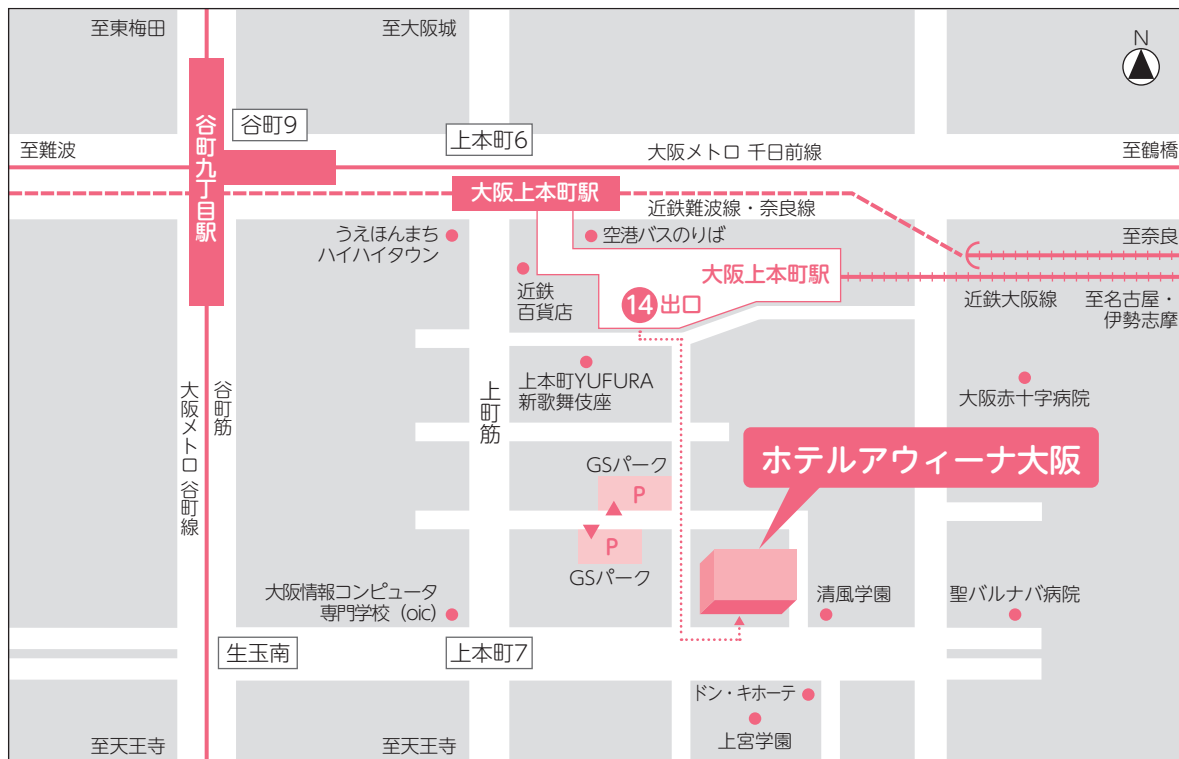 至東梅田
至大阪城
N
谷町9
谷町九丁目駅
上本町6
至難波
大阪メトロ 千日前線
至鶴橋
大阪上本町駅
近鉄難波線・奈良線
うえほんまち
ハイハイタウン
空港バスのりば
至奈良
近鉄
百貨店
大阪上本町駅
14出口
近鉄大阪線
至名古屋・
伊勢志摩
上本町YUFURA
新歌舞伎座
大阪赤十字病院
大阪メトロ 谷町線
谷町筋
上町筋
ホテルアウィーナ大阪
GSパーク
P
P
GSパーク
大阪情報コンピュータ
専門学校（oic）
清風学園
聖バルナバ病院
生玉南
上本町7
ドン・キホーテ
上宮学園
至天王寺
至天王寺